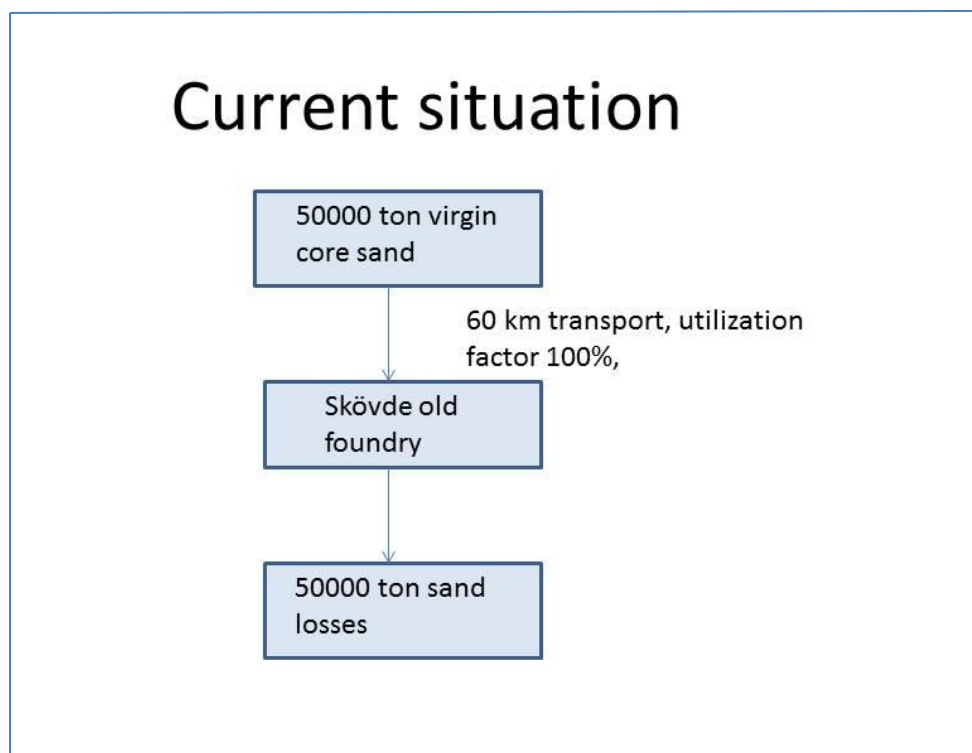 Current situation
50000 ton virgin
core sand
60 km transport, utilization
factor 100%,
Skövde old
foundry
50000 ton sand
losses